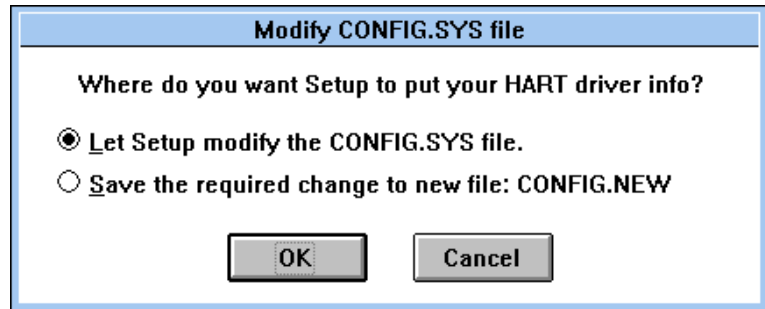 Modify CONFIG.SYS file
Where do you want Setup to put your HART driver info?
Let Setup modify the CONFIG.SYS file.
Save the required change to new file: CONFIG.NEW
OK Cancel